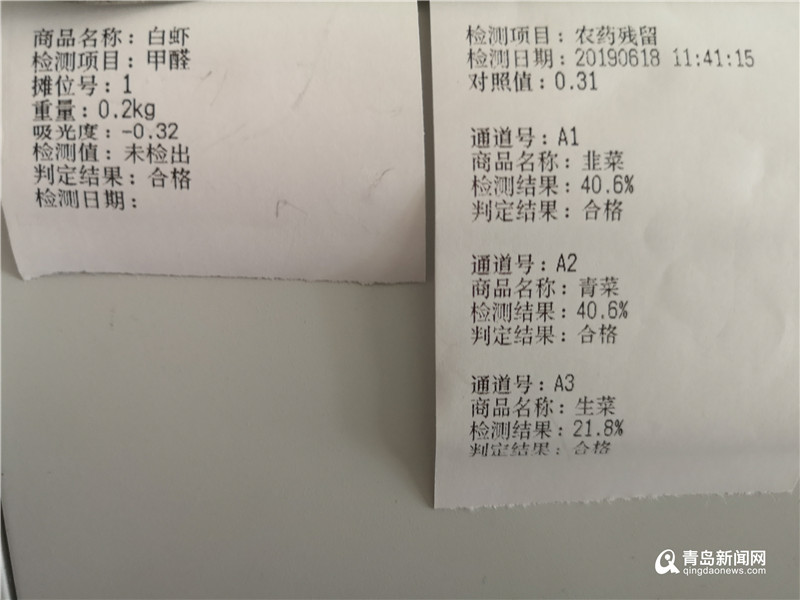 商品名称：白虾
检测项目：甲醛
摊位号：1
重量：0.2kg
吸光度：-0.32
检测值：未检出
判定结果：合格
检测日期：
检测项目：农药残留
检测日期：20190618 11:41:15
对照值：0.31
通道号：A1
商品名称：韭菜
检测结果：40.6%
判定结果：合格
通道号：A2
商品名称：青菜
检测结果：40.6%
判定结果：合格
通道号：A3
商品名称：生菜
检测结果：21.8%
判定结果：合格
青岛新闻网
qingdaonews.com